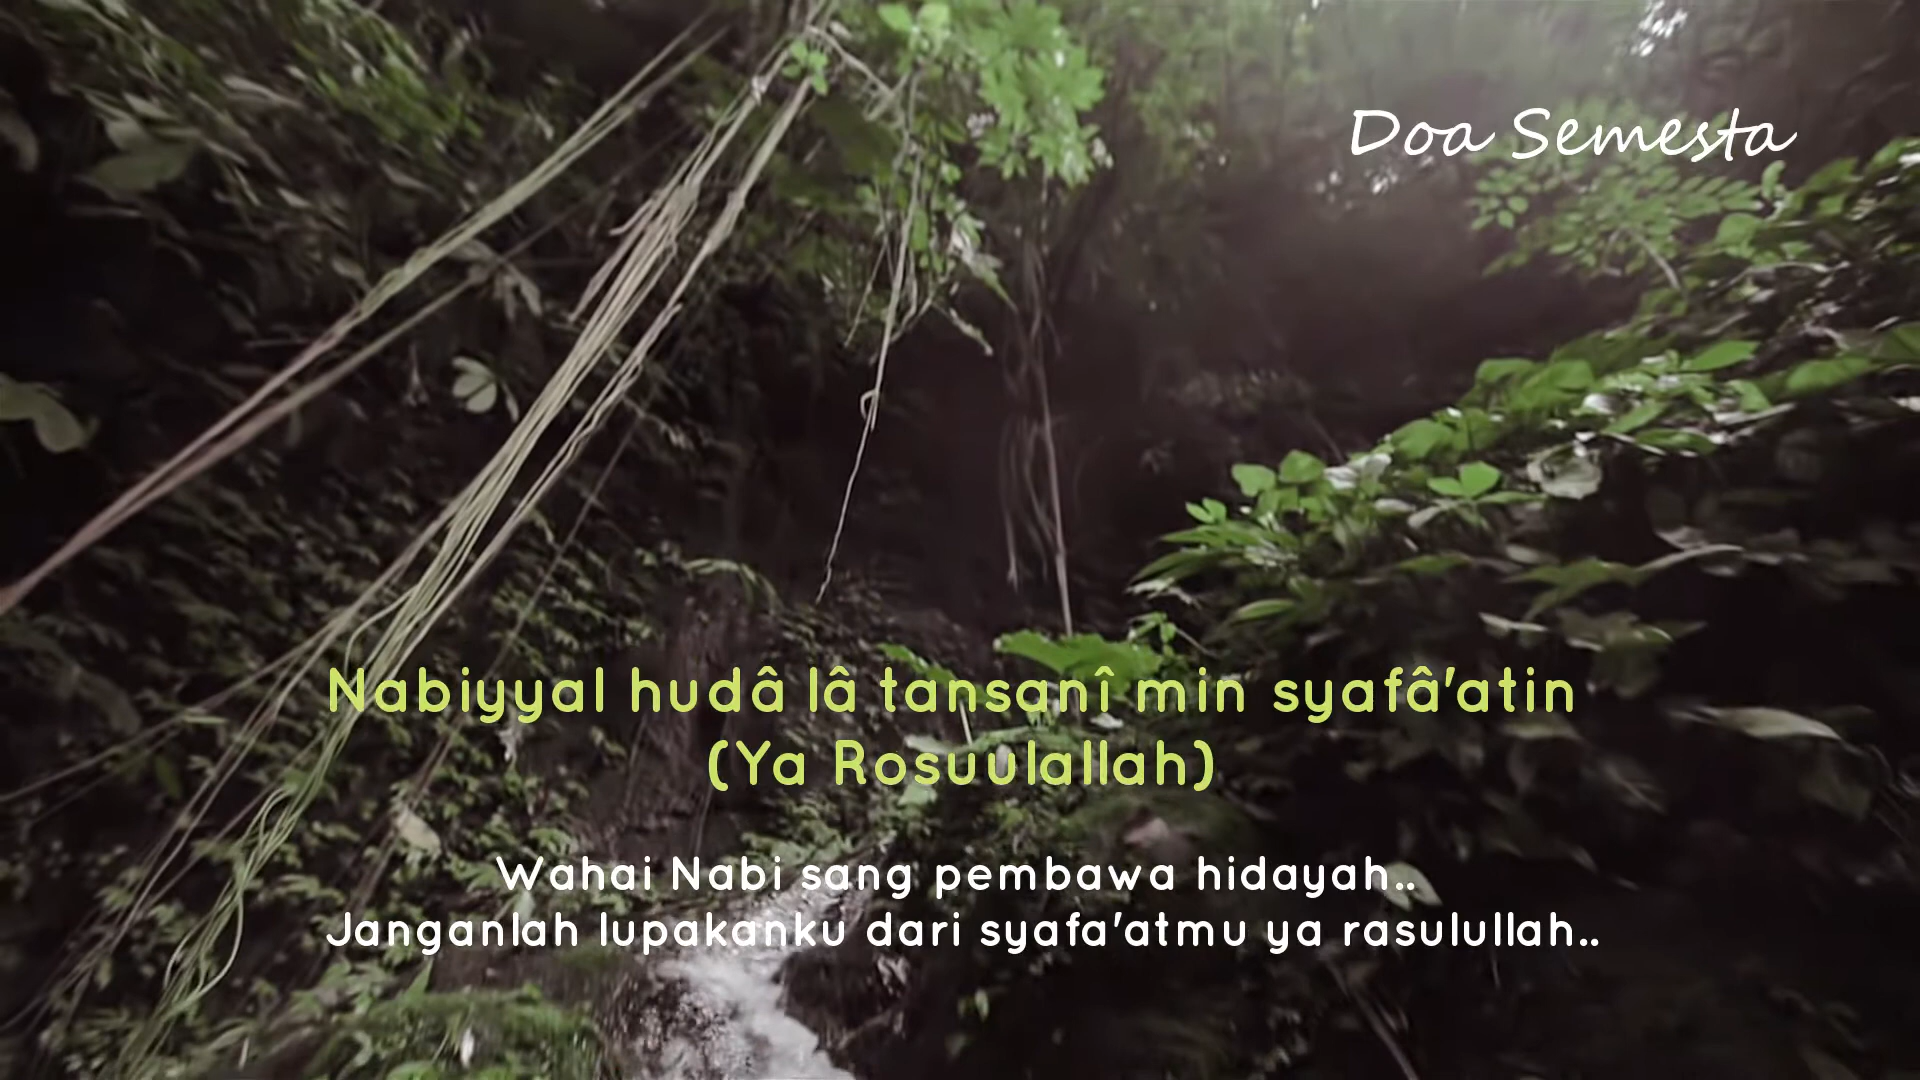 Doa Semesta
Nabiyyal hudâ lâ tansanî min syafâ'atin
(Ya Rosuulallah)
Wahai Nabi sang pembawa hidayah..
Janganlah lupakanku dari syafa'atmu ya rasulullah..